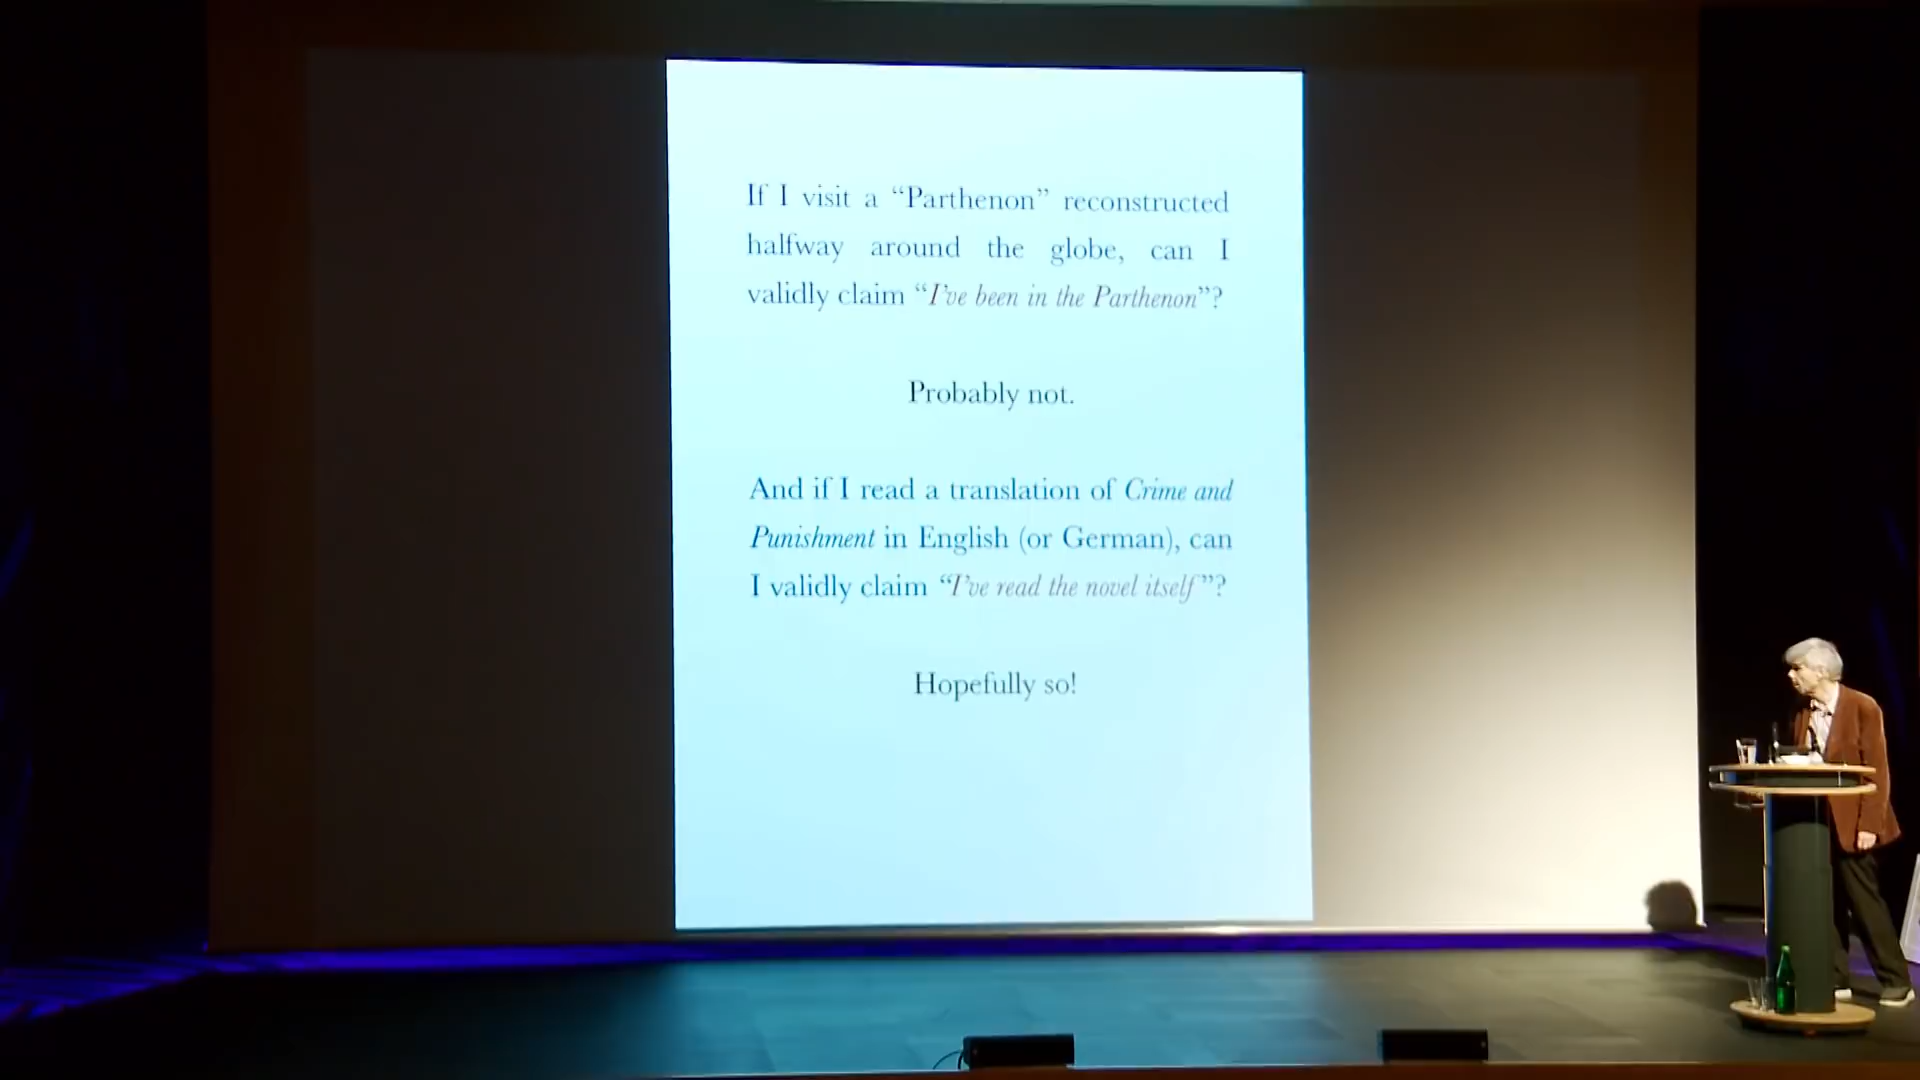 If I visit a “Parthenon” reconstructed
halfway around the globe, can I
validly claim “I’ve been in the Parthenon”?
Probably not.
And if I read a translation of Crime and
Punishment in English (or German), can
I validly claim “I’ve read the novel itself”?
Hopefully so!